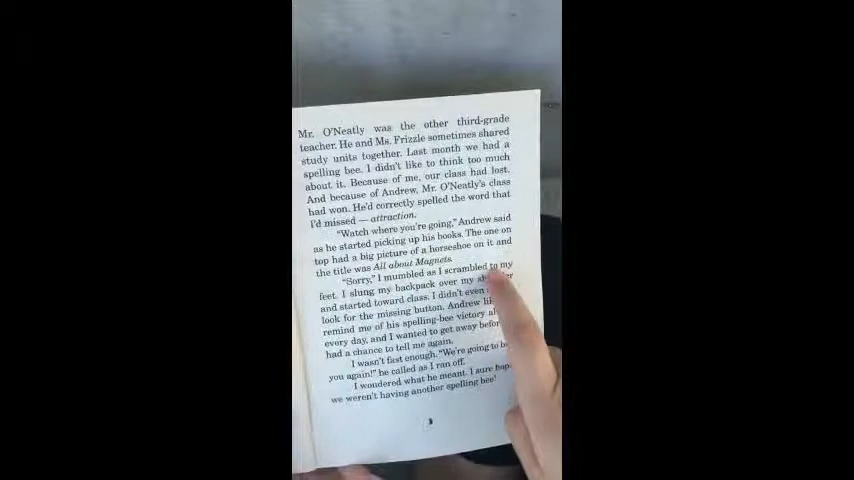 Mr. O'Neatly was the other third-grade
teacher. He and Ms. Frizzle sometimes shared
study units together. Last month we had a
spelling bee. I didn't like to think too much
about it. Because of me, our class had lost.
And because of Andrew, Mr. O'Neatly's class
had won. He'd correctly spelled the word that
I'd missed — attraction.
"Watch where you're going," Andrew said
as he started picking up his books. The one on
top had a big picture of a horseshoe on it and
the title was All about Magnets.
"Sorry," I mumbled as I scrambled to my
feet. I slung my backpack over my
and started toward class. I didn't even
look for the missing button. Andrew
remind me of his spelling-bee victory
every day, and I wanted to get away
had a chance to tell me again.
I wasn't fast enough. "We're going to
you again!" he called as I ran off.
I wondered what he meant. I sure
we weren't having another spelling bee!